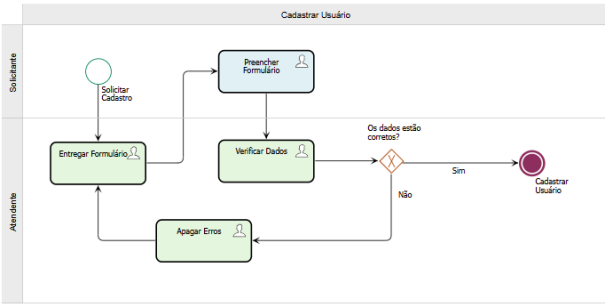 Cadastrar Usuário
Solicitante
Solicitar
Cadastro
Preencher
Formulário
Atendente
Entregar Formulário
Verificar Dados
Os dados estão
corretos?
Sim
Cadastrar
Usuário
Não
Apagar Erros